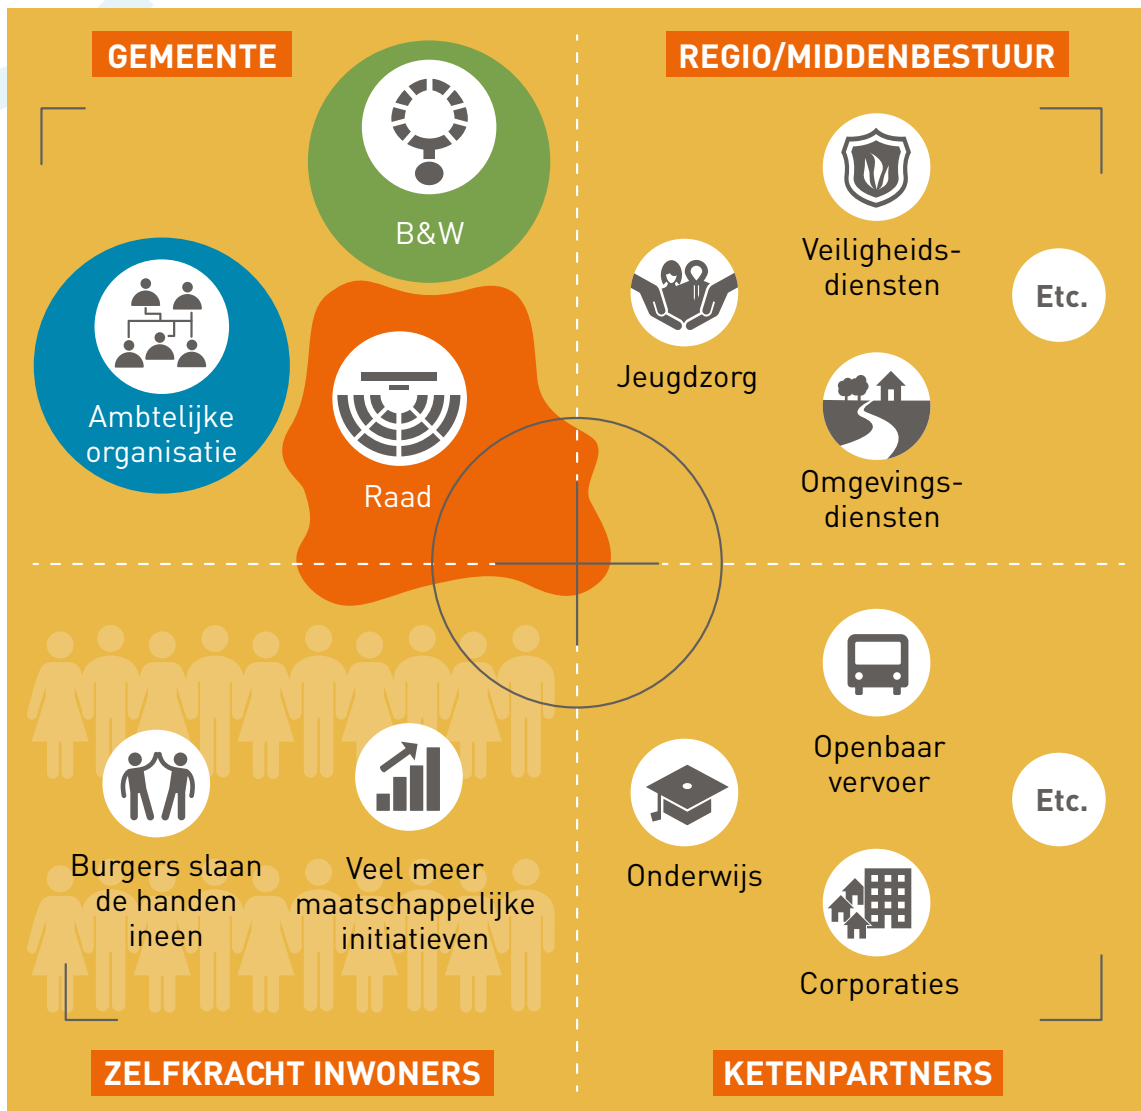 GEMEENTE
B&W
Ambtelijke
organisatie
Raad
REGIO/MIDDENBESTUUR
Veiligheids-
diensten
Etc.
Jeugdzorg
Omgevings-
diensten
Burgers slaan
de handen
ineen
Veel meer
maatschappelijke
initiatieven
ZELFKRACHT INWONERS
Openbaar
vervoer
Etc.
Onderwijs
Corporaties
KETENPARTNERS